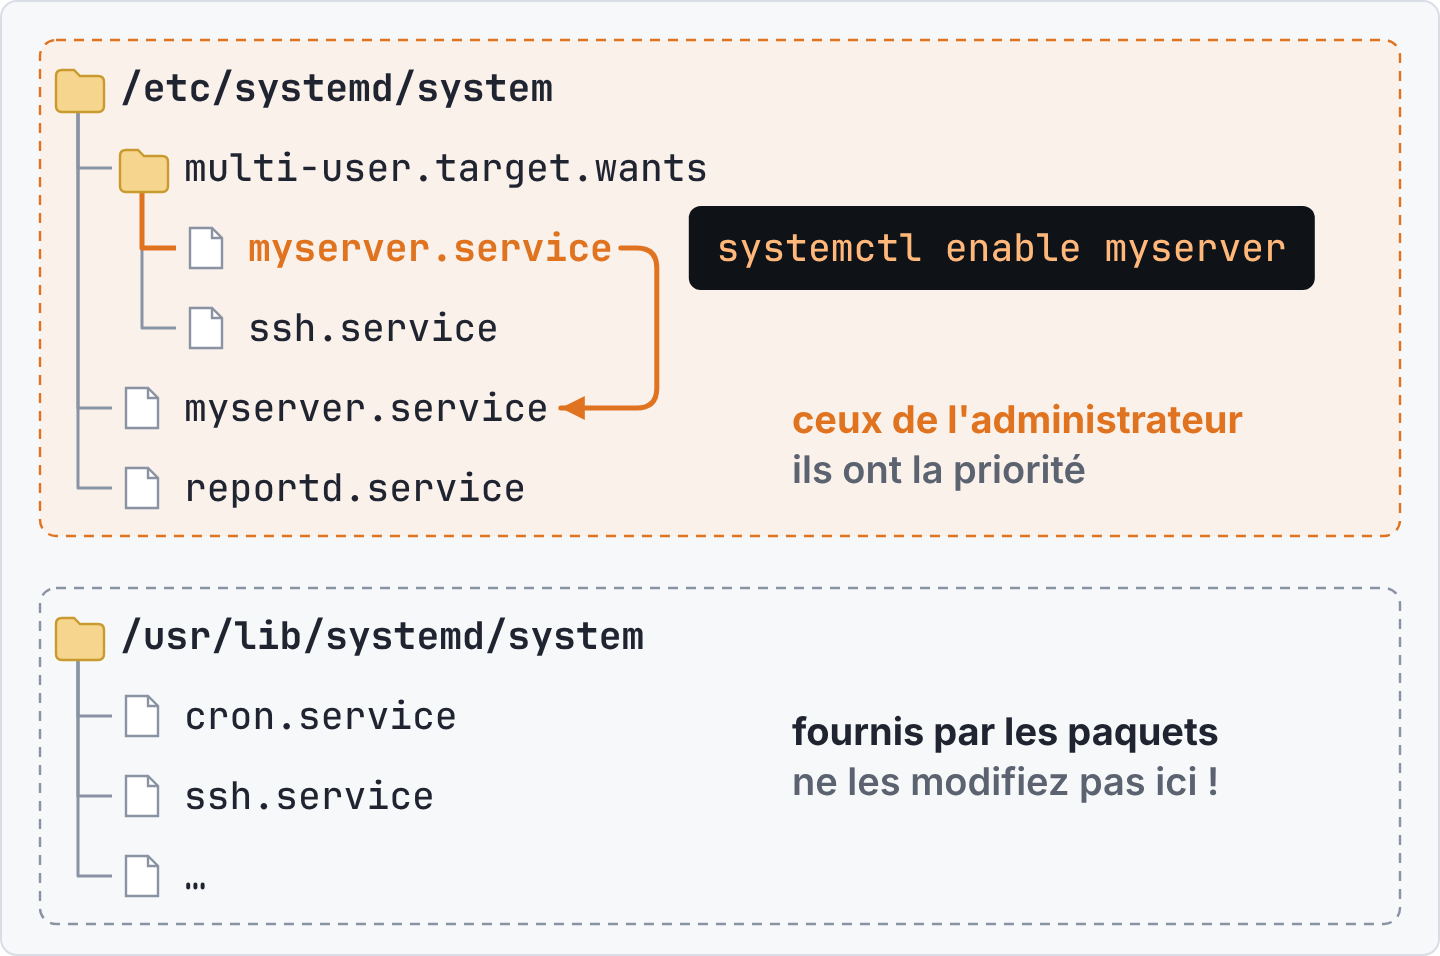 /etc/systemd/system
multi-user.target.wants
myserver.service
systemctl enable myserver
ssh.service
myserver.service
reportd.service
ceux de l'administrateur
ils ont la priorité
/usr/lib/systemd/system
cron.service
ssh.service
…
fournis par les paquets
ne les modifiez pas ici !